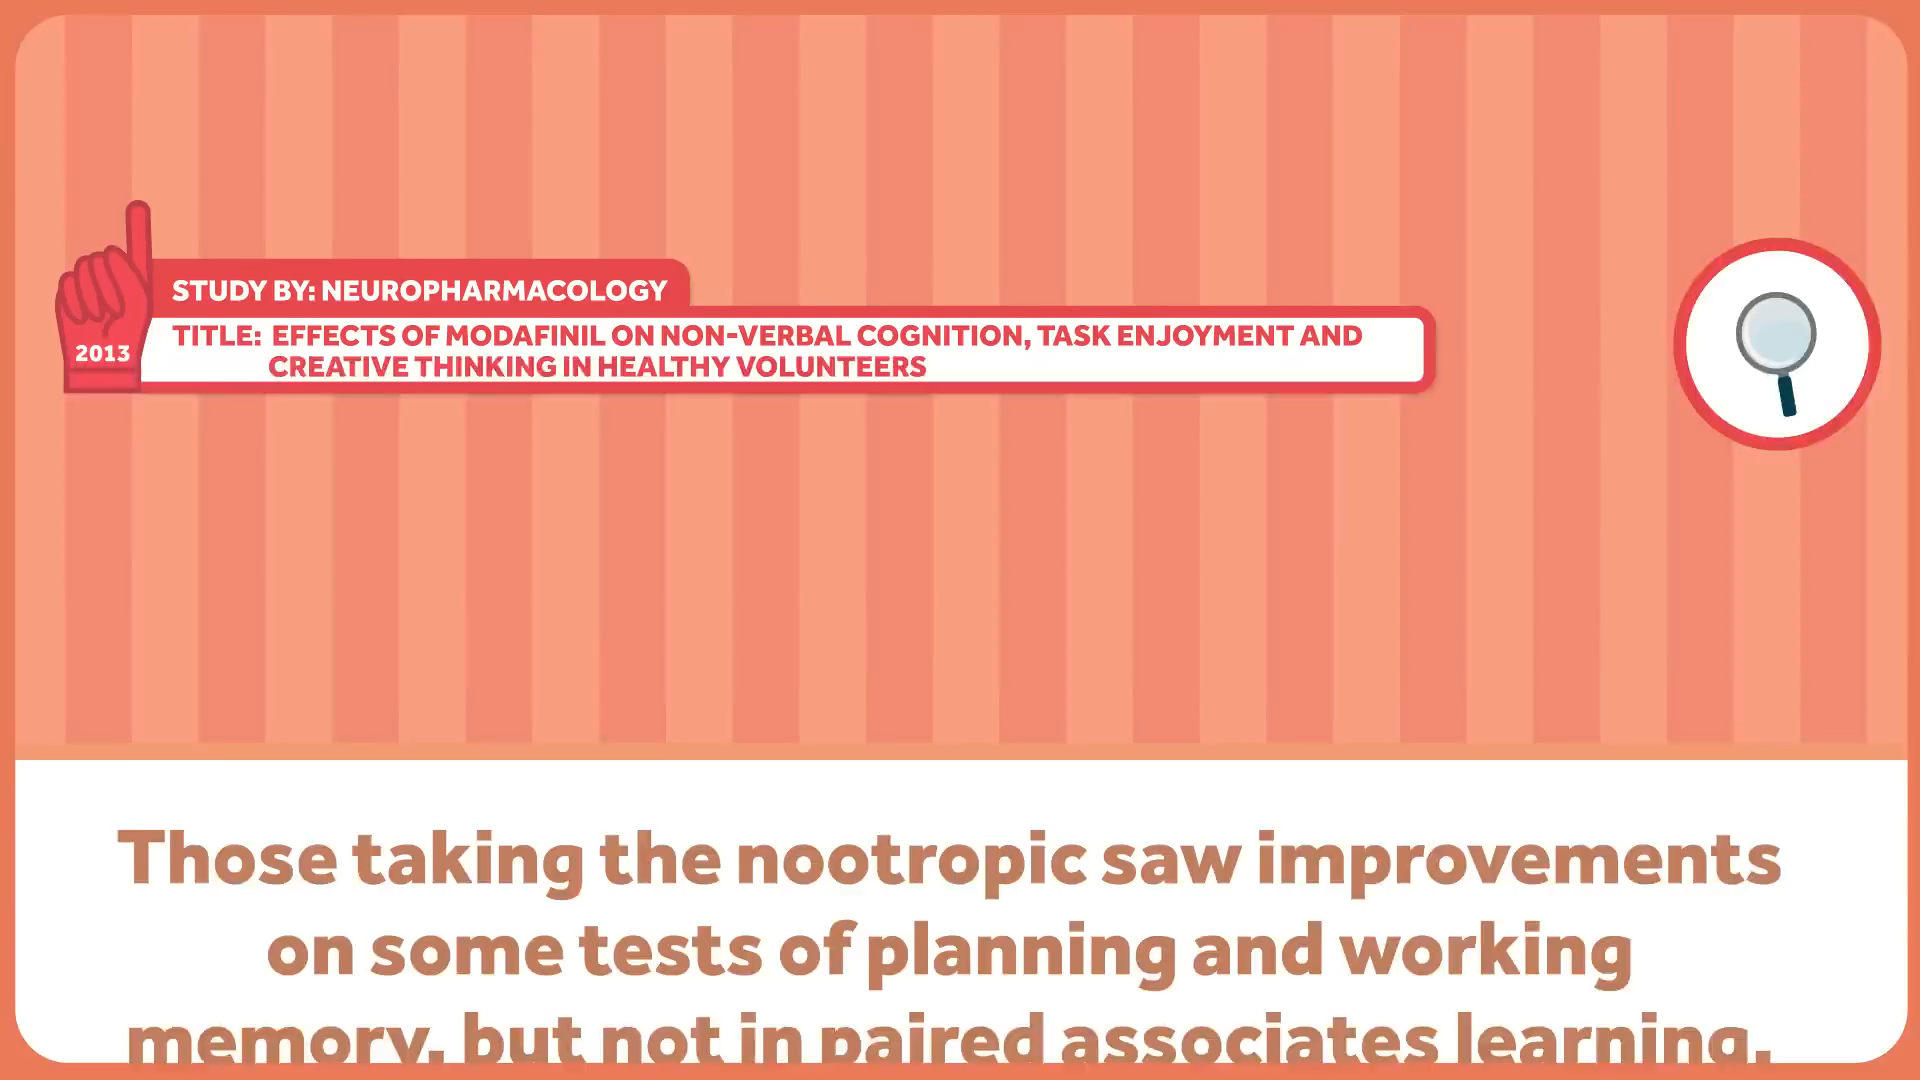 STUDY BY: NEUROPHARMACOLOGY
TITLE: EFFECTS OF MODAFINIL ON NON-VERBAL COGNITION, TASK ENJOYMENT AND
CREATIVE THINKING IN HEALTHY VOLUNTEERS
2013
Those taking the nootropic saw improvements
on some tests of planning and working
memory, but not in paired associates learning.